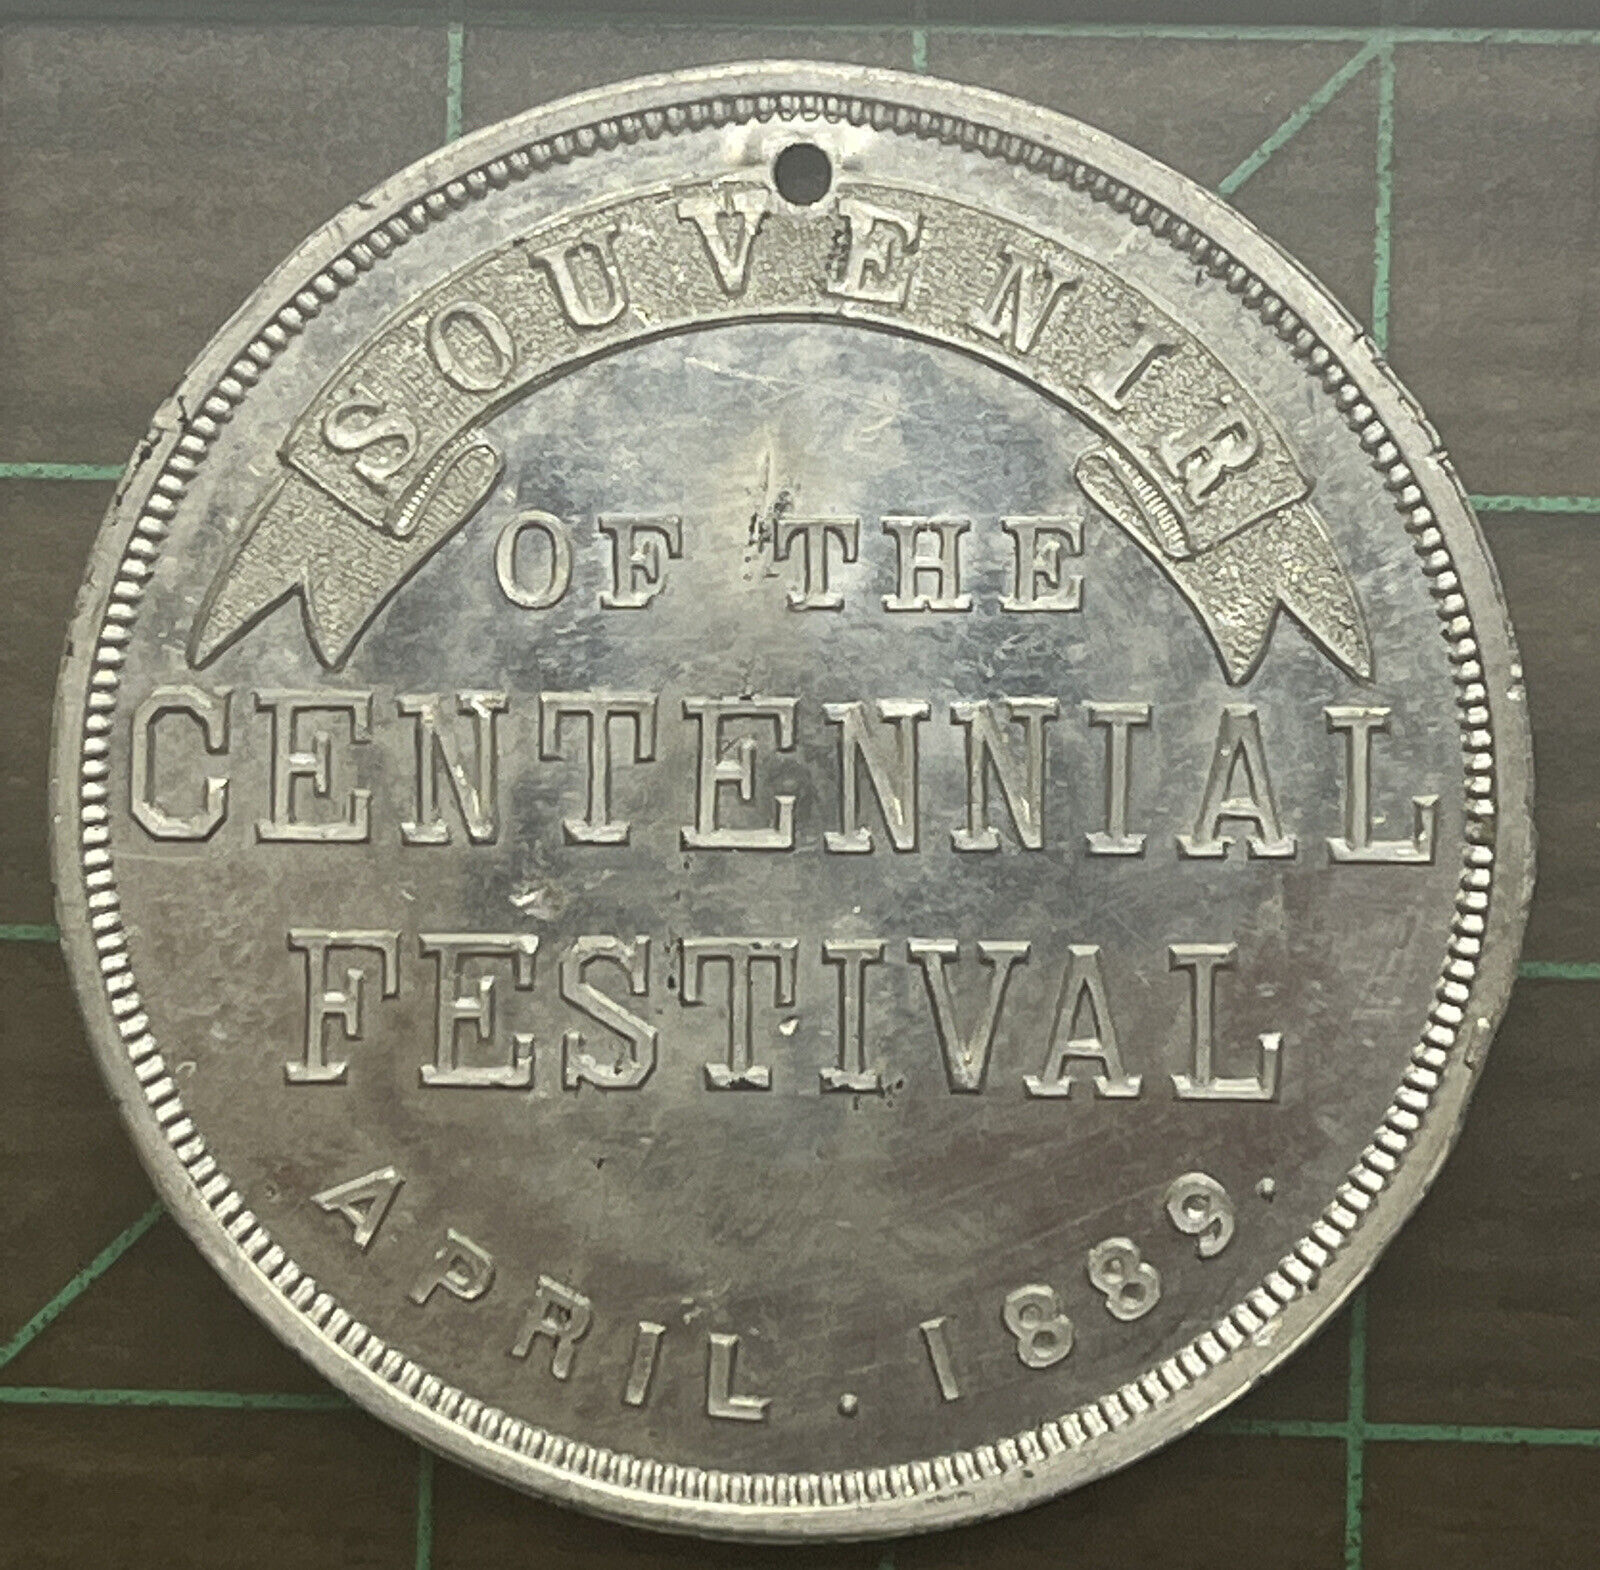 SOUVENIR
OF THE
CENTENNIAL
FESTIVAL
APRIL. 1889.